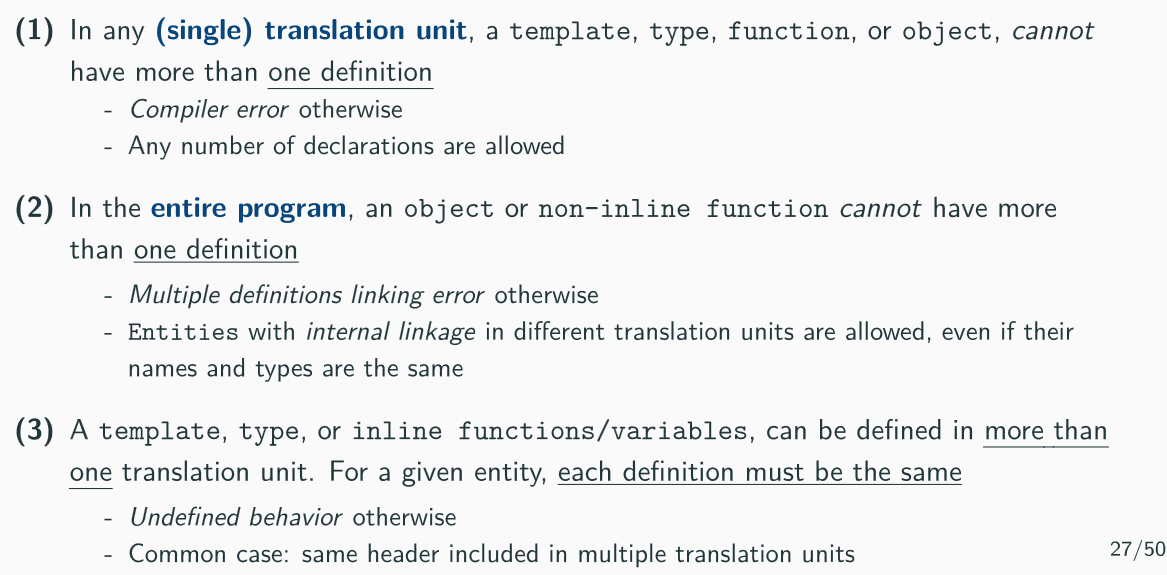 (1) In any (single) translation unit, a template, type, function, or object, cannot
have more than one definition
- Compiler error otherwise
- Any number of declarations are allowed
(2) In the entire program, an object or non-inline function cannot have more
than one definition
- Multiple definitions linking error otherwise
- Entities with internal linkage in different translation units are allowed, even if their
names and types are the same
(3) A template, type, or inline functions/variables, can be defined in more than
one translation unit. For a given entity, each definition must be the same
- Undefined behavior otherwise
- Common case: same header included in multiple translation units
27/50